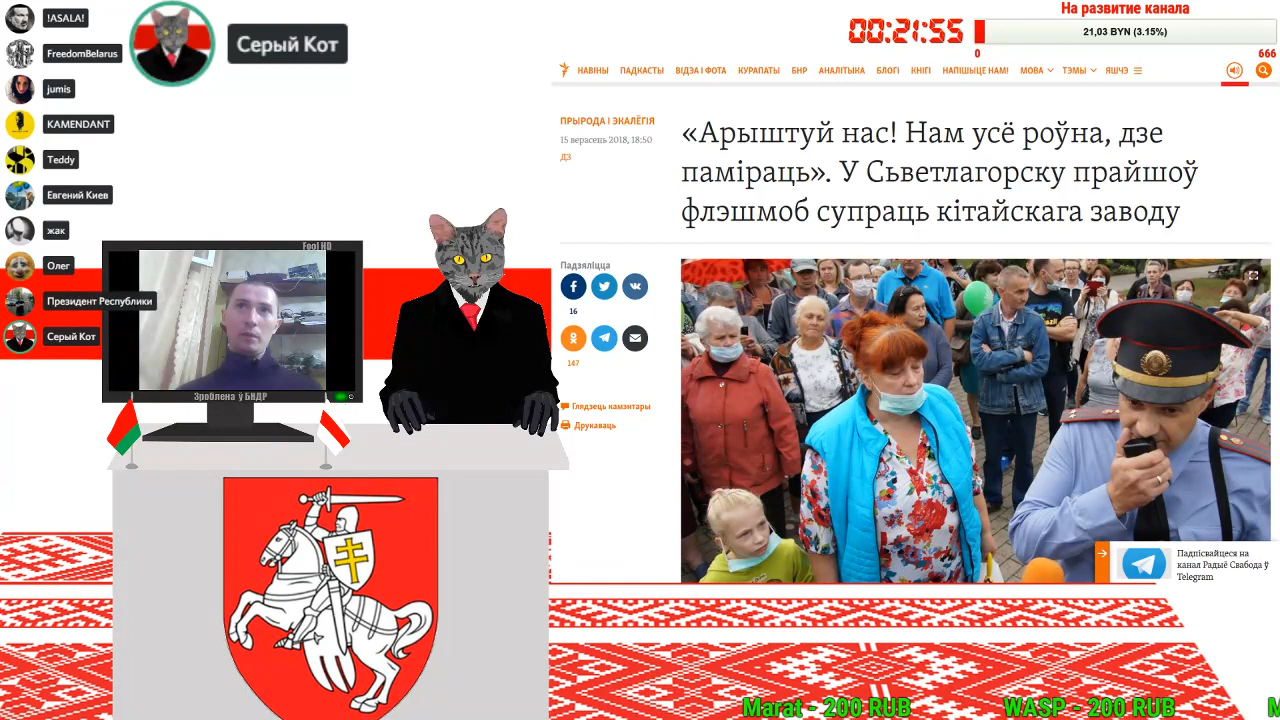 !ASALA!
FreedomBelarus
jumis
KAMENDANT
Teddy
Евгений Киев
жак
Олег
Президент Республики
Серый Кот
Серый Кот
Fool HD
Зроблена ў БНДР
00:21:55
На развитие канала
21,03 BYN (3.15%)
0
666
НАВІНЫ ПАДКАСТЫ ВІДЭА І ФОТА КУРАПАТЫ БНР АНАЛІТЫКА БЛОГІ КНІГІ НАПІШЫЦЕ НАМ! МОВА ТЭМЫ ЯШЧЭ
ПРЫРОДА І ЭКАЛЁГІЯ
15 верасень 2018, 18:50
ДЗ
«Арыштуй нас! Нам усё роўна, дзе
паміраць». У Сьветлагорску прайшоў
флэшмоб супраць кітайскага заводу
Падзяліцца
16
147
Глядзець камэнтары
Друкаваць
Падпісвайцеся на
канал Радыё Свабода ў
Telegram
Marat - 200 RUB WASP - 200 RUB M